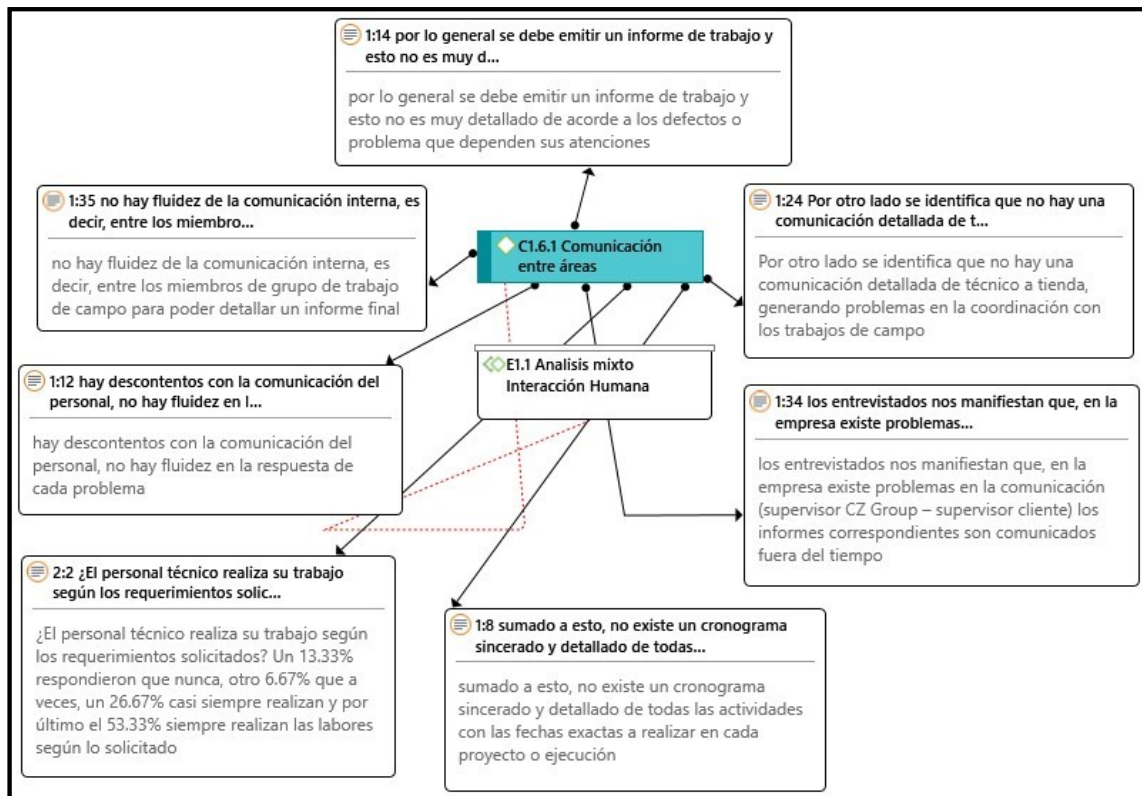 1:14 por lo general se debe emitir un informe de trabajo y
esto no es muy d...
por lo general se debe emitir un informe de trabajo y
esto no es muy detallado de acorde a los defectos o
problema que dependen sus atenciones
1:35 no hay fluidez de la comunicación interna, es
decir, entre los miembro...
no hay fluidez de la comunicación interna, es
decir, entre los miembros de grupo de trabajo
de campo para poder detallar un informe final
C1.6.1 Comunicación
entre áreas
1:24 Por otro lado se identifica que no hay una
comunicación detallada de t...
Por otro lado se identifica que no hay una
comunicación detallada de técnico a tienda,
generando problemas en la coordinación con
los trabajos de campo
1:12 hay descontentos con la comunicación del
personal, no hay fluidez en l...
hay descontentos con la comunicación del
personal, no hay fluidez en la respuesta de
cada problema
E1.1 Analisis mixto
Interacción Humana
1:34 los entrevistados nos manifiestan que, en la
empresa existe problemas...
los entrevistados nos manifiestan que, en la
empresa existe problemas en la comunicación
(supervisor CZ Group – supervisor cliente) los
informes correspondientes son comunicados
fuera del tiempo
2:2 ¿El personal técnico realiza su trabajo
según los requerimientos solic...
¿El personal técnico realiza su trabajo según
los requerimientos solicitados? Un 13.33%
respondieron que nunca, otro 6.67% que a
veces, un 26.67% casi siempre realizan y por
último el 53.33% siempre realizan las labores
según lo solicitado
1:8 sumado a esto, no existe un cronograma
sincerado y detallado de todas...
sumado a esto, no existe un cronograma
sincerado y detallado de todas las actividades
con las fechas exactas a realizar en cada
proyecto o ejecución